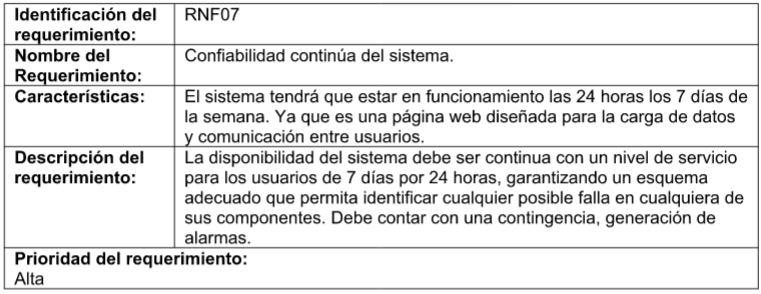 Identificación del RNF07
requerimiento:
Nombre del Confiabilidad continúa del sistema.
Requerimiento:
Características: El sistema tendrá que estar en funcionamiento las 24 horas los 7 días de
la semana. Ya que es una página web diseñada para la carga de datos
y comunicación entre usuarios.
Descripción del La disponibilidad del sistema debe ser continua con un nivel de servicio
requerimiento: para los usuarios de 7 días por 24 horas, garantizando un esquema
adecuado que permita identificar cualquier posible falla en cualquiera de
sus componentes. Debe contar con una contingencia, generación de
alarmas.
Prioridad del requerimiento:
Alta